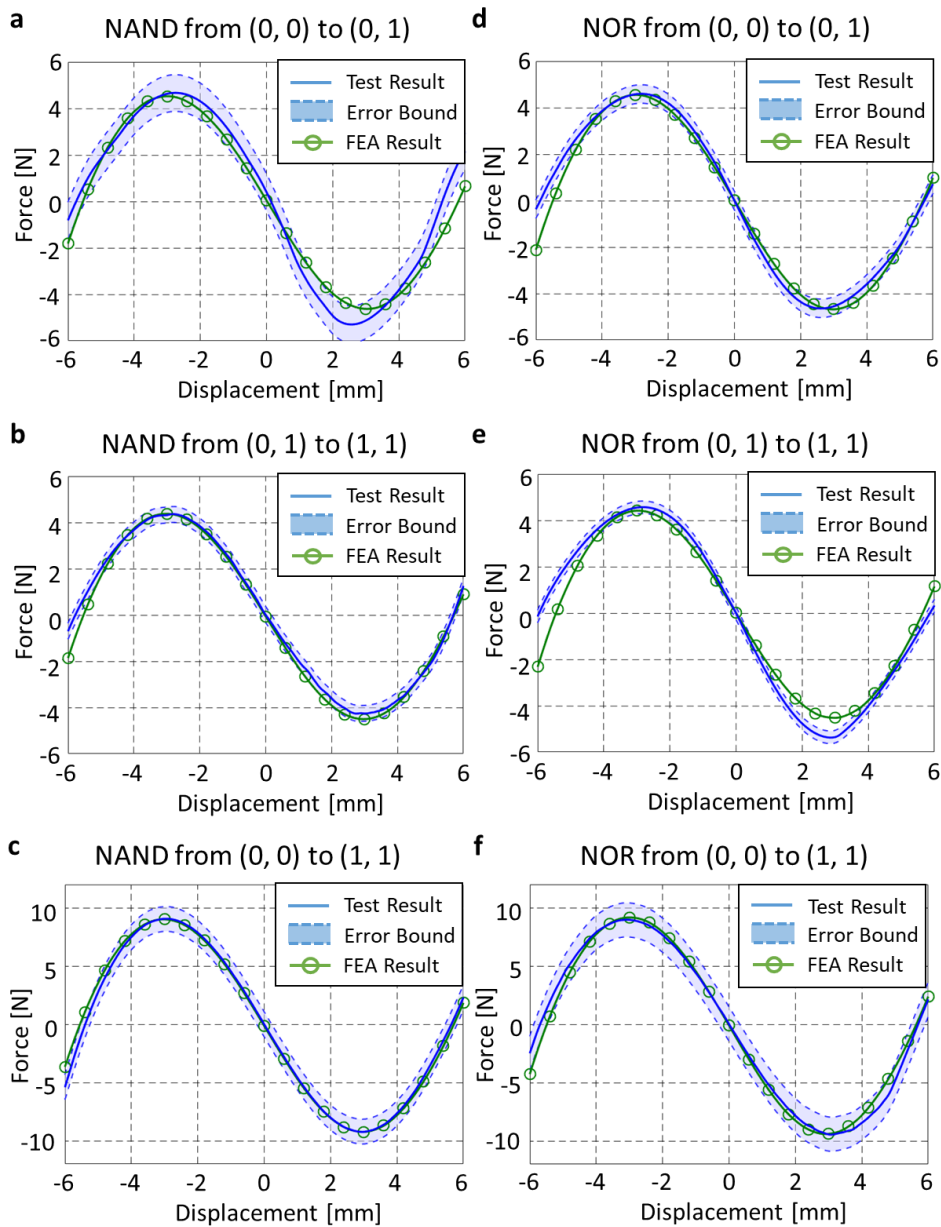 a
NAND from (0, 0) to (0, 1)
6
4
2
0
-2
-4
-6
Force [N]
Test Result
Error Bound
FEA Result
-6 -4 -2 0 2 4 6
Displacement [mm]
d
NOR from (0, 0) to (0, 1)
6
4
2
0
-2
-4
-6
Force [N]
Test Result
Error Bound
FEA Result
-6 -4 -2 0 2 4 6
Displacement [mm]
b
NAND from (0, 1) to (1, 1)
6
4
2
0
-2
-4
-6
Force [N]
Test Result
Error Bound
FEA Result
-6 -4 -2 0 2 4 6
Displacement [mm]
e
NOR from (0, 1) to (1, 1)
6
4
2
0
-2
-4
-6
Force [N]
Test Result
Error Bound
FEA Result
-6 -4 -2 0 2 4 6
Displacement [mm]
c
NAND from (0, 0) to (1, 1)
10
5
0
-5
-10
Force [N]
Test Result
Error Bound
FEA Result
-6 -4 -2 0 2 4 6
Displacement [mm]
f
NOR from (0, 0) to (1, 1)
10
5
0
-5
-10
Force [N]
Test Result
Error Bound
FEA Result
-6 -4 -2 0 2 4 6
Displacement [mm]